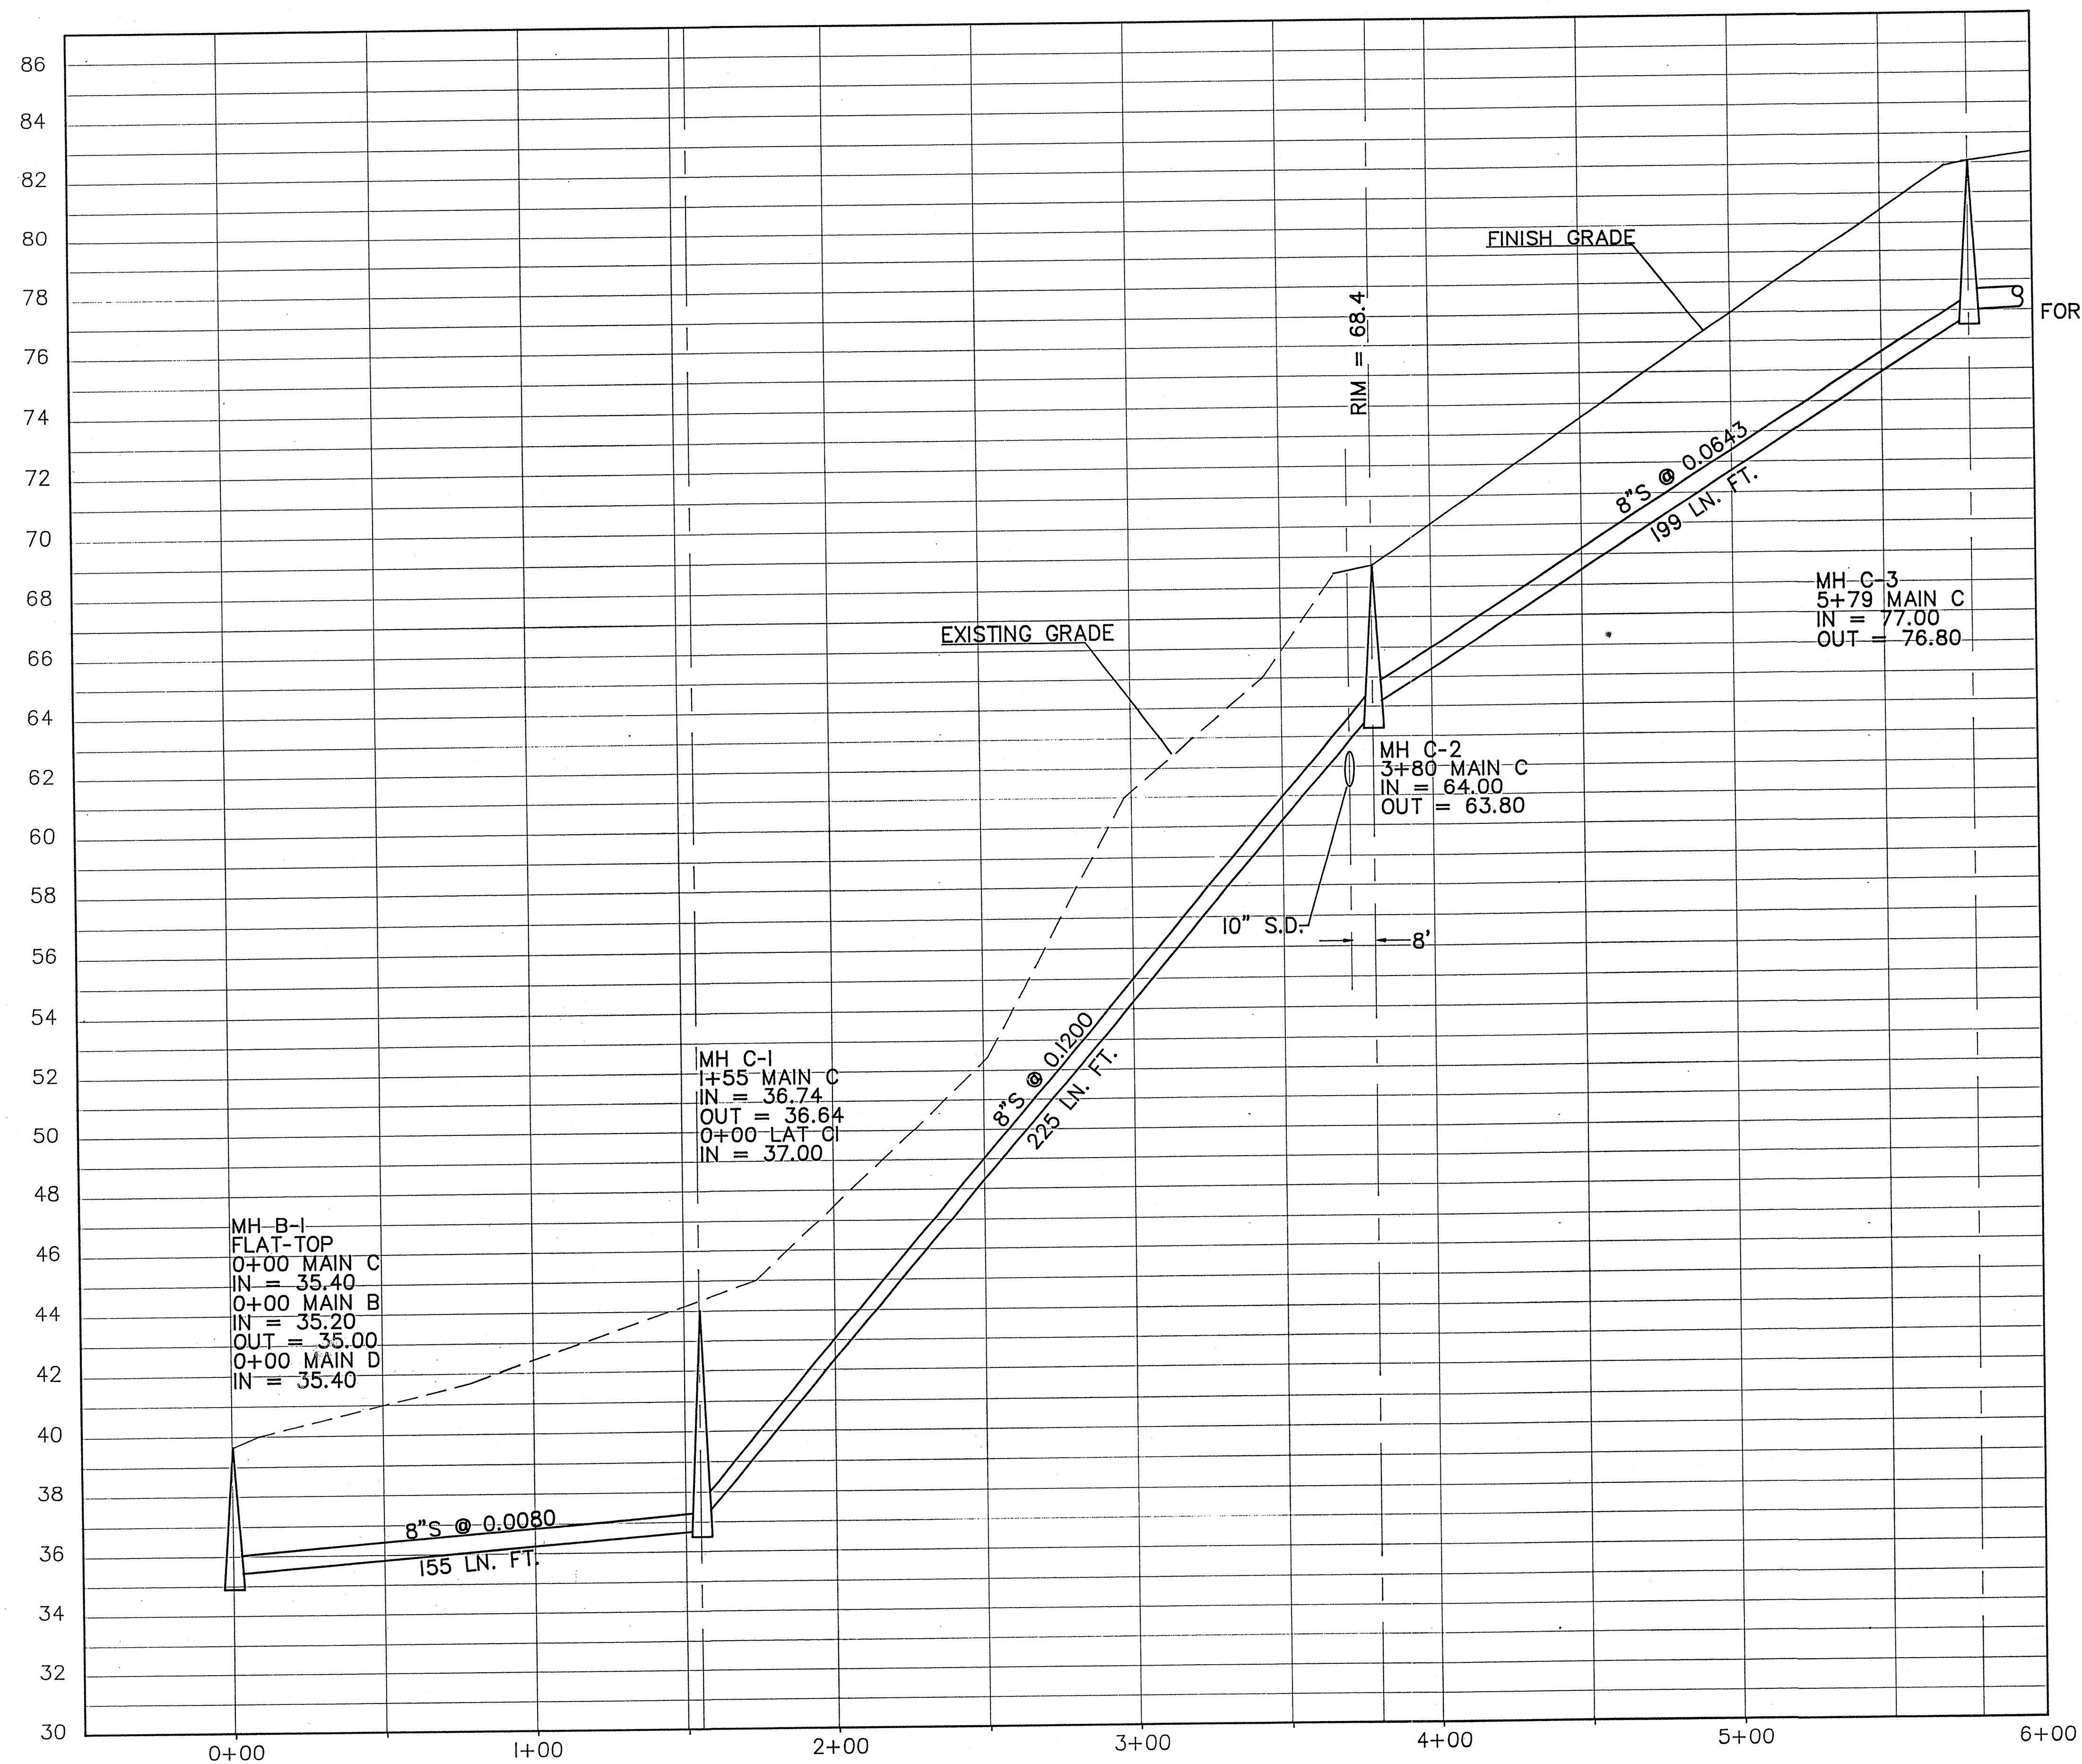 86
84
82
80
78
76
74
72
70
68
66
64
62
60
58
56
54
52
50
48
46
44
42
40
38
36
34
32
30
FINISH GRADE
RIM = 68.4
FOR
8"S @ 0.0643
199 LN. FT.
MH C-3
5+79 MAIN C
IN = 77.00
OUT = 76.80
EXISTING GRADE
MH C-2
3+80 MAIN C
IN = 64.00
OUT = 63.80
10" S.D.
8'
8"S @ 0.1200
225 LN. FT.
MH C-1
1+55 MAIN C
IN = 36.74
OUT = 36.64
0+00 LAT C1
IN = 37.00
MH B-1
FLAT-TOP
0+00 MAIN C
IN = 35.40
0+00 MAIN B
IN = 35.20
OUT = 35.00
0+00 MAIN D
IN = 35.40
8"S @ 0.0080
155 LN. FT.
0+00 1+00 2+00 3+00 4+00 5+00 6+00